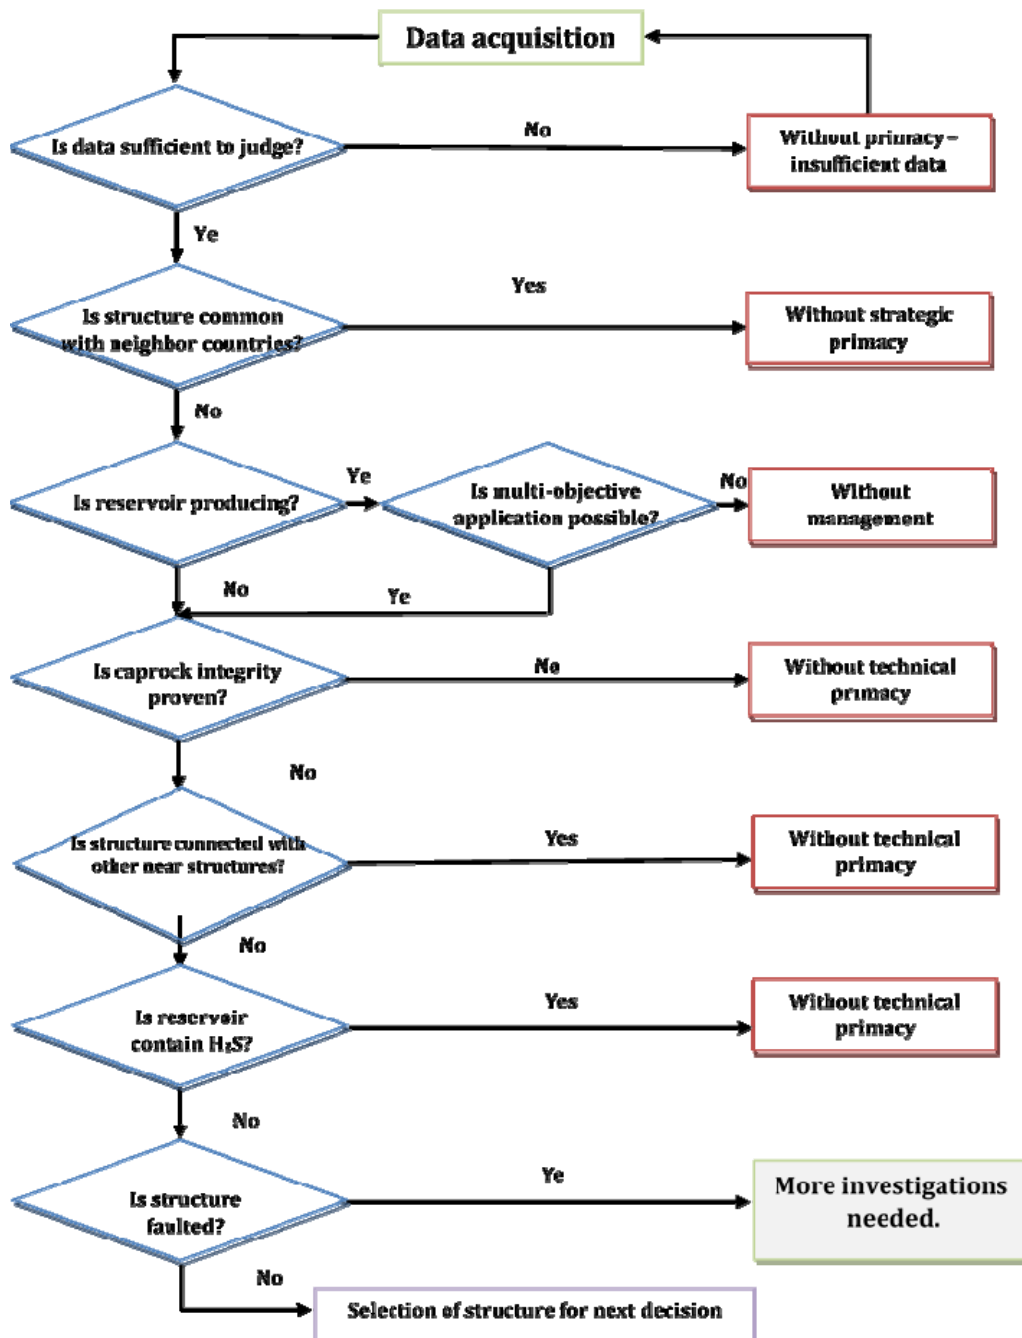 Data acquisition
Is data sufficient to judge?
No
Without primacy–
insufficient data
Ye
Is structure common
with neighbor countries?
Yes
Without strategic
primacy
No
Is reservoir producing?
Ye
Is multi-objective
application possible?
No
Without
management
No
Ye
Is caprock integrity
proven?
No
Without technical
primacy
No
Is structure connected with
other near structures?
Yes
Without technical
primacy
No
Is reservoir
contain H₂S?
Yes
Without technical
primacy
No
Is structure
faulted?
Ye
More investigations
needed.
No
Selection of structure for next decision